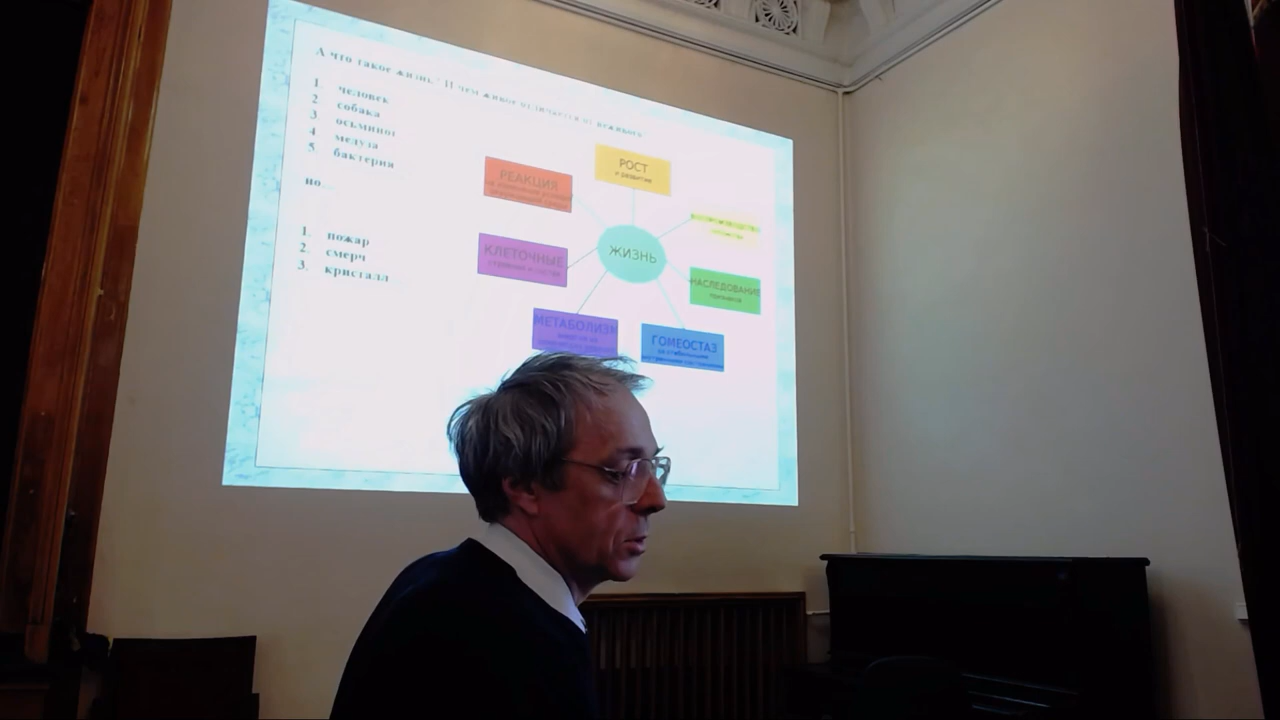 А что такое жизнь? И чем живое отличается от неживого
1. человек
2. собака
3. осьминог
4. медуза
5. бактерия
но...
1. пожар
2. смерч
3. кристалл
РОСТ
и развитие
РЕАКЦИЯ
КЛЕТОЧНЫЕ
ЖИЗНЬ
НАСЛЕДОВАНИЕ
признаков
МЕТАБОЛИЗМ
ГОМЕОСТАЗ